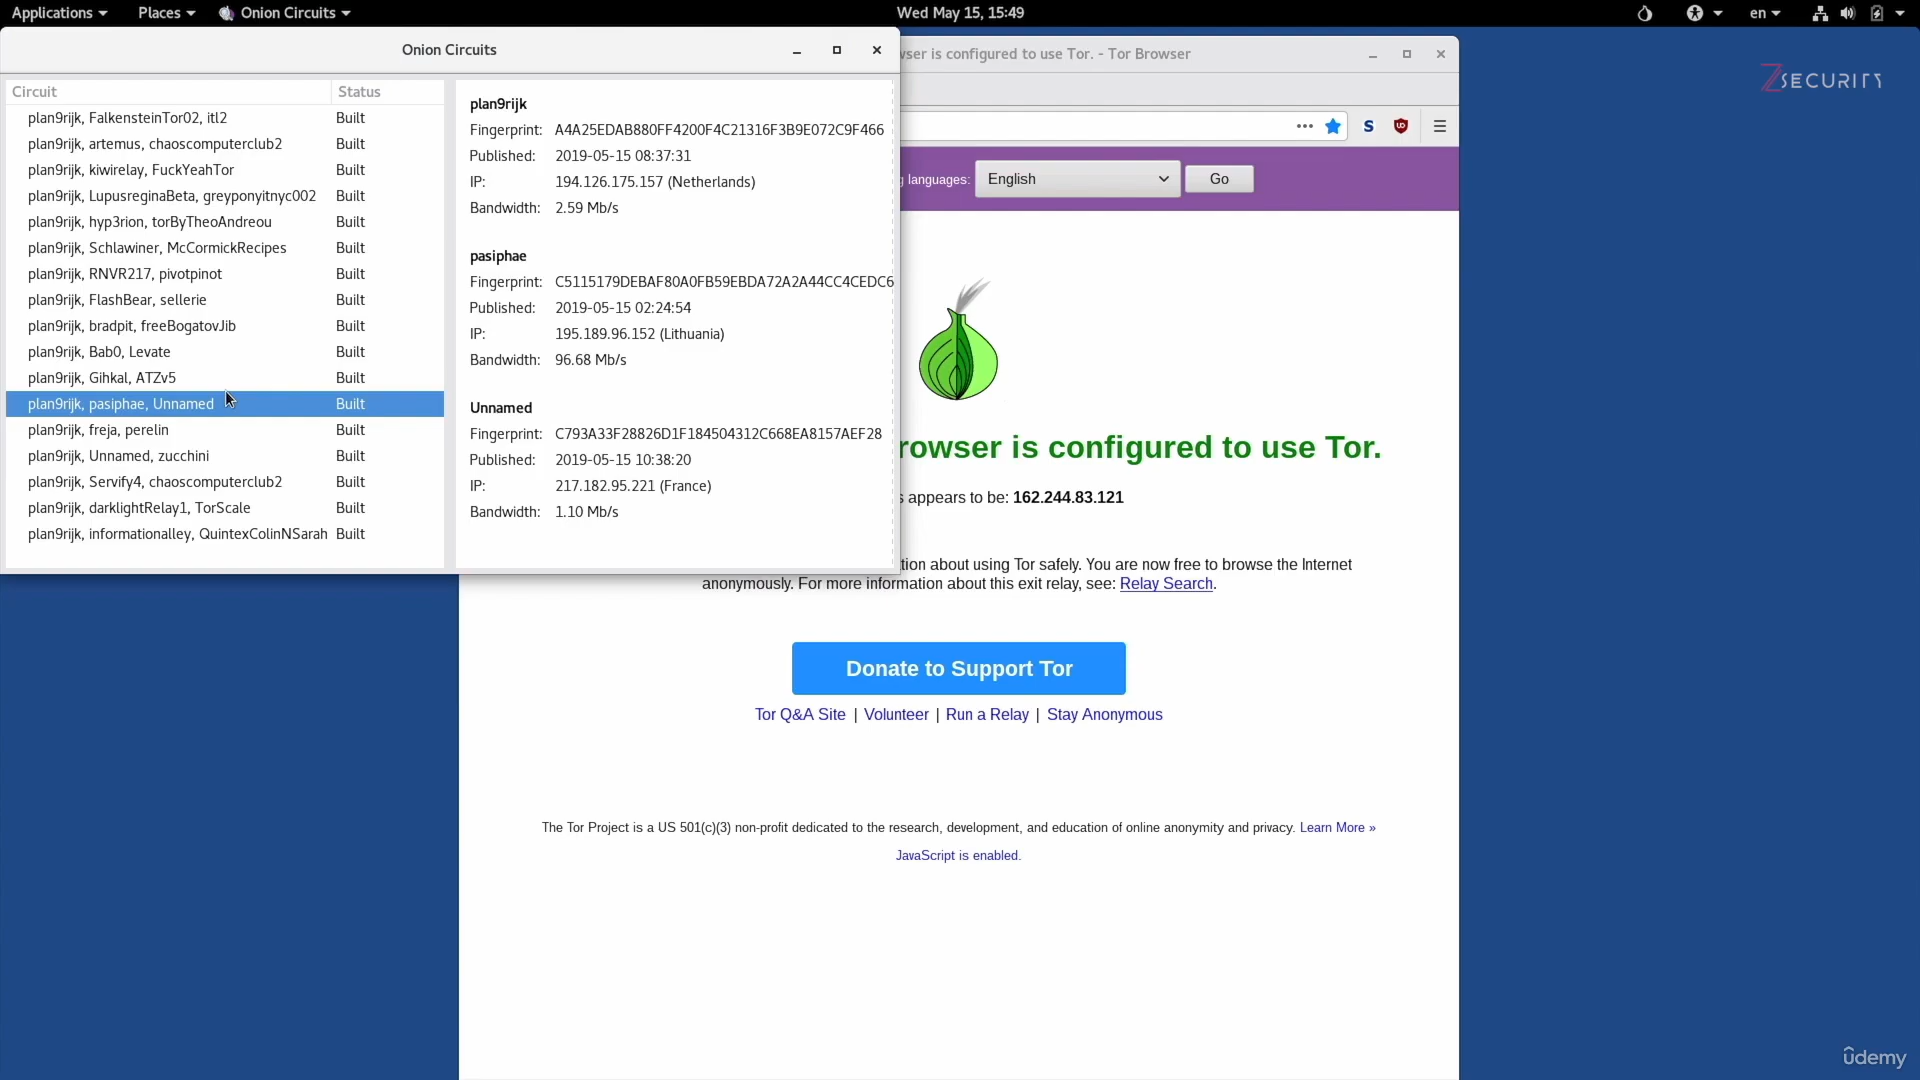 Applications
Places
Onion Circuits
Wed May 15, 15:49
en
Onion Circuits
wser is configured to use Tor. - Tor Browser
ZSECURITY
Circuit Status
plan9rijk, FalkensteinTor02, itl2 Built
plan9rijk, artemus, chaoscomputerclub2 Built
plan9rijk, kiwirelay, FuckYeahTor Built
plan9rijk, LupusreginaBeta, greyponyitnyc002 Built
plan9rijk, hyp3rion, torByTheoAndreou Built
plan9rijk, Schlawiner, McCormickRecipes Built
plan9rijk, RNVR217, pivotpinot Built
plan9rijk, FlashBear, sellerie Built
plan9rijk, bradpit, freeBogatovJib Built
plan9rijk, Bab0, Levate Built
plan9rijk, Gihkal, ATZv5 Built
plan9rijk, pasiphae, Unnamed Built
plan9rijk, freja, perelin Built
plan9rijk, Unnamed, zucchini Built
plan9rijk, Servify4, chaoscomputerclub2 Built
plan9rijk, darklightRelay1, TorScale Built
plan9rijk, informationalley, QuintexColinNSarah Built
plan9rijk
Fingerprint: A4A25EDAB880FF4200F4C21316F3B9E072C9F466
Published: 2019-05-15 08:37:31
IP: 194.126.175.157 (Netherlands)
Bandwidth: 2.59 Mb/s
pasiphae
Fingerprint: C5115179DEBAF80A0FB59EBDA72A2A44CC4CEDC6
Published: 2019-05-15 02:24:54
IP: 195.189.96.152 (Lithuania)
Bandwidth: 96.68 Mb/s
Unnamed
Fingerprint: C793A33F28826D1F184504312C668EA8157AEF28
Published: 2019-05-15 10:38:20
IP: 217.182.95.221 (France)
Bandwidth: 1.10 Mb/s
S
g languages: English Go
rowser is configured to use Tor.
s appears to be: 162.244.83.121
tion about using Tor safely. You are now free to browse the Internet
anonymously. For more information about this exit relay, see: Relay Search.
Donate to Support Tor
Tor Q&A Site | Volunteer | Run a Relay | Stay Anonymous
The Tor Project is a US 501(c)(3) non-profit dedicated to the research, development, and education of online anonymity and privacy. Learn More »
JavaScript is enabled.
ûdemy